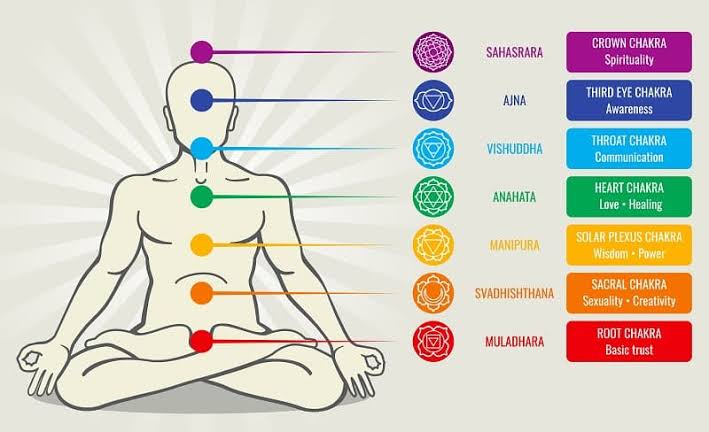 SAHASRARA
CROWN CHAKRA
Spirituality
AJNA
THIRD EYE CHAKRA
Awareness
VISHUDDHA
THROAT CHAKRA
Communication
ANAHATA
HEART CHAKRA
Love • Healing
MANIPURA
SOLAR PLEXUS CHAKRA
Wisdom • Power
SVADHISHTHANA
SACRAL CHAKRA
Sexuality • Creativity
MULADHARA
ROOT CHAKRA
Basic trust